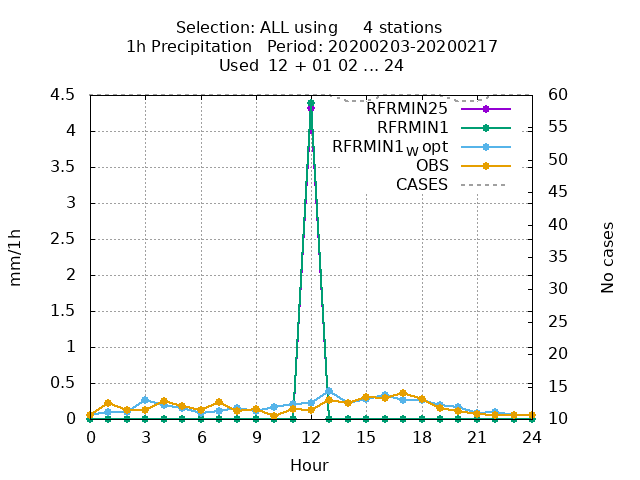 Selection: ALL using     4 stations
1h Precipitation   Period: 20200203-20200217
Used  12 + 01 02 ... 24
4.5
4
3.5
3
2.5
2
1.5
1
0.5
0
60
55
50
45
40
35
30
25
20
15
10
RFRMIN25
RFRMIN1
RFRMIN1_W opt
OBS
CASES
mm/1h
No cases
0 3 6 9 12 15 18 21 24
Hour